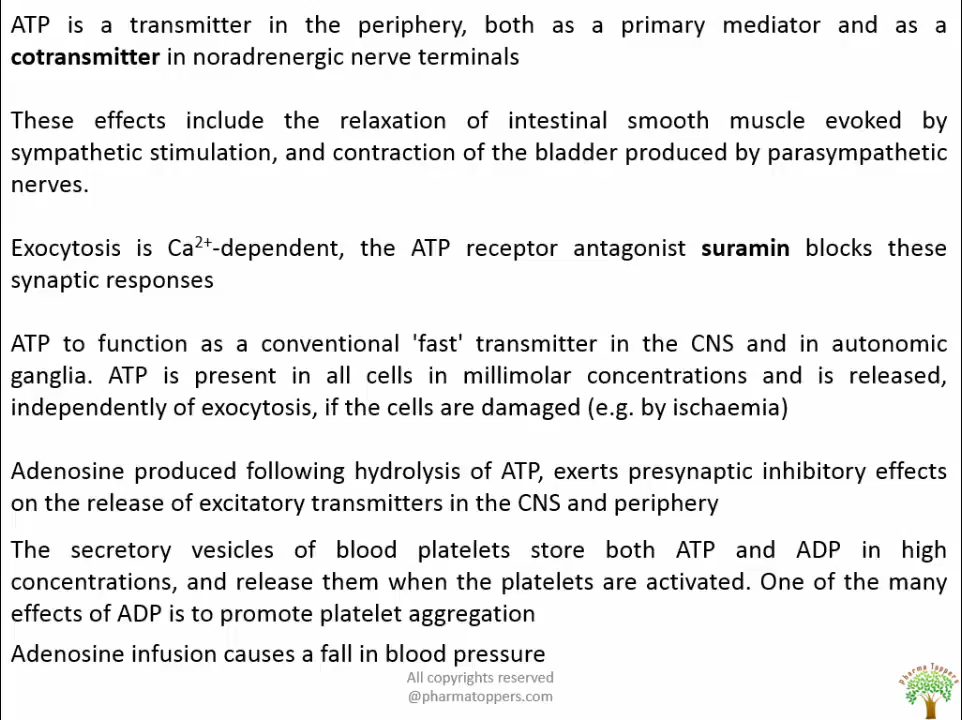 ATP is a transmitter in the periphery, both as a primary mediator and as a
cotransmitter in noradrenergic nerve terminals
These effects include the relaxation of intestinal smooth muscle evoked by
sympathetic stimulation, and contraction of the bladder produced by parasympathetic
nerves.
Exocytosis is Ca²⁺-dependent, the ATP receptor antagonist suramin blocks these
synaptic responses
ATP to function as a conventional 'fast' transmitter in the CNS and in autonomic
ganglia. ATP is present in all cells in millimolar concentrations and is released,
independently of exocytosis, if the cells are damaged (e.g. by ischaemia)
Adenosine produced following hydrolysis of ATP, exerts presynaptic inhibitory effects
on the release of excitatory transmitters in the CNS and periphery
The secretory vesicles of blood platelets store both ATP and ADP in high
concentrations, and release them when the platelets are activated. One of the many
effects of ADP is to promote platelet aggregation
Adenosine infusion causes a fall in blood pressure
All copyrights reserved
@pharmatoppers.com
Pharma Toppers